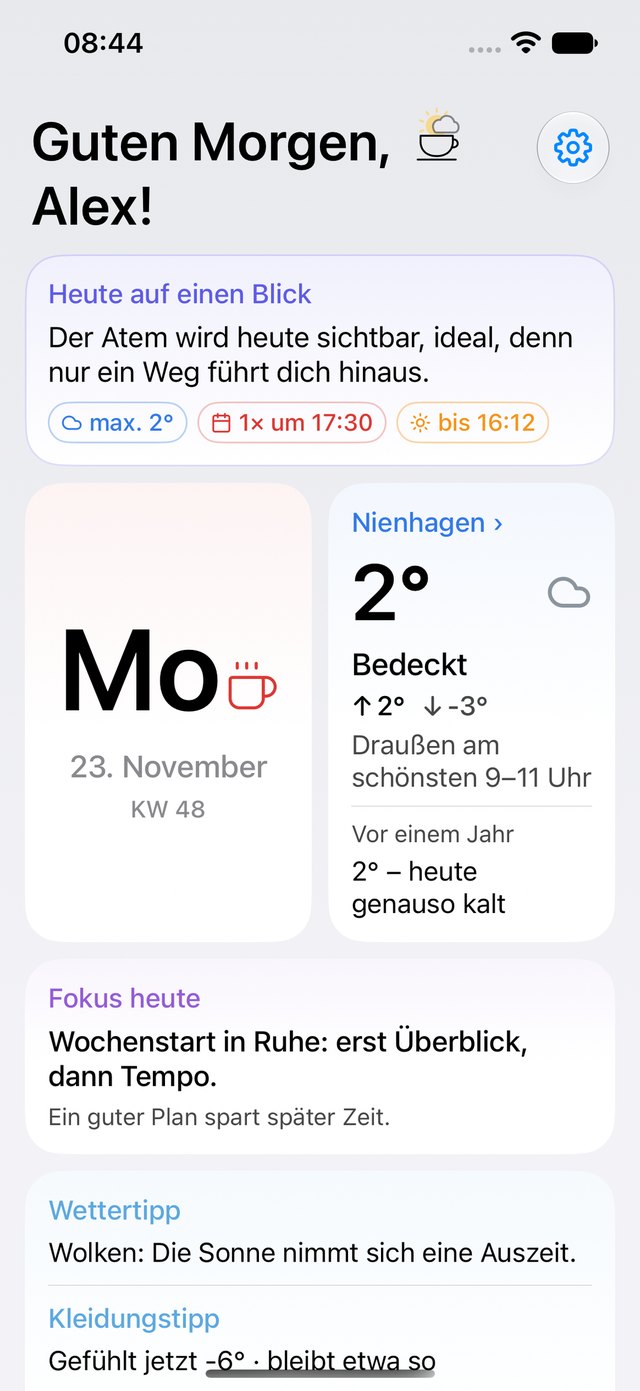 08:44
Guten Morgen,
Alex!
Heute auf einen Blick
Der Atem wird heute sichtbar, ideal, denn
nur ein Weg führt dich hinaus.
max. 2°
1× um 17:30
bis 16:12
Mo
23. November
KW 48
Nienhagen ›
2°
Bedeckt
↑ 2° ↓ -3°
Draußen am
schönsten 9–11 Uhr
Vor einem Jahr
2° – heute
genauso kalt
Fokus heute
Wochenstart in Ruhe: erst Überblick,
dann Tempo.
Ein guter Plan spart später Zeit.
Wettertipp
Wolken: Die Sonne nimmt sich eine Auszeit.
Kleidungstipp
Gefühlt jetzt -6° · bleibt etwa so